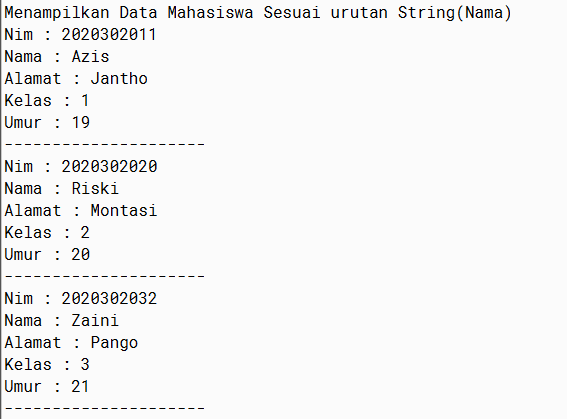 Menampilkan Data Mahasiswa Sesuai urutan String(Nama)
Nim : 2020302011
Nama : Azis
Alamat : Jantho
Kelas : 1
Umur : 19
---------------------
Nim : 2020302020
Nama : Riski
Alamat : Montasi
Kelas : 2
Umur : 20
---------------------
Nim : 2020302032
Nama : Zaini
Alamat : Pango
Kelas : 3
Umur : 21
---------------------